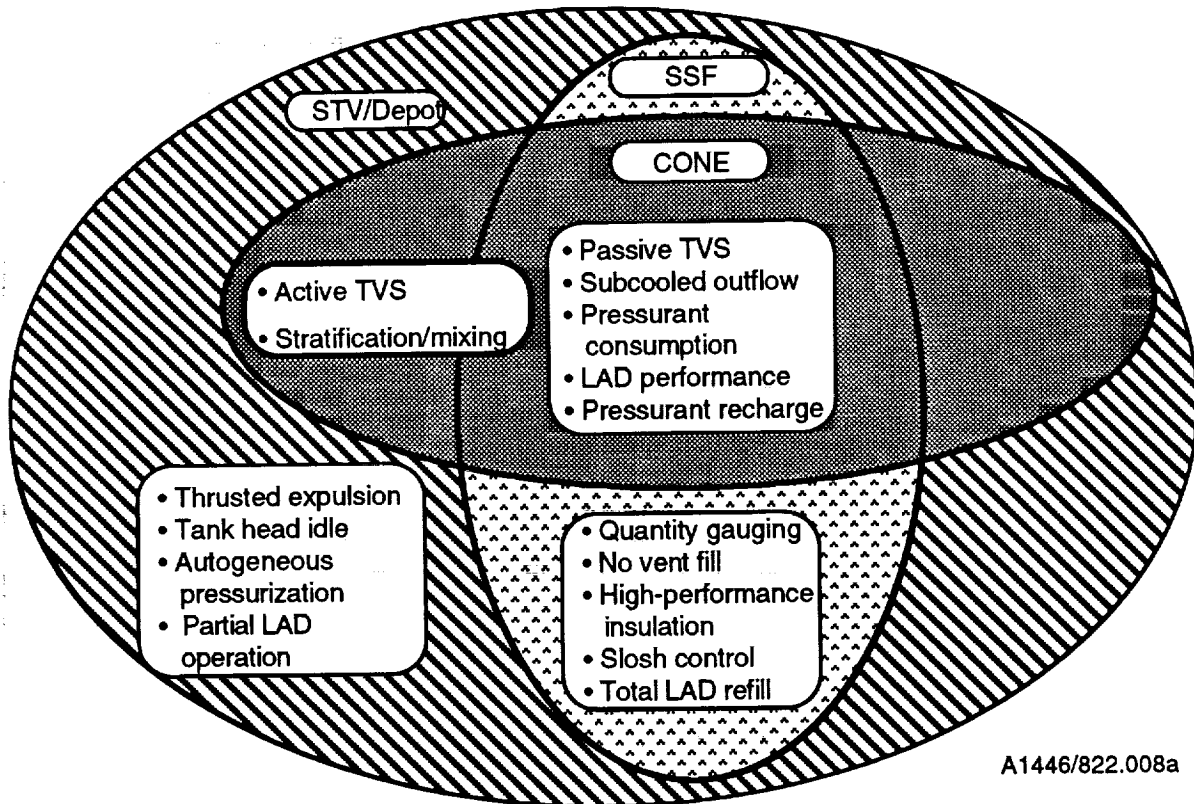 SSF
STV/Depot
CONE
• Passive TVS
• Subcooled outflow
• Pressurant
consumption
• LAD performance
• Pressurant recharge
• Active TVS
• Stratification/mixing
• Thrusted expulsion
• Tank head idle
• Autogeneous
pressurization
• Partial LAD
operation
• Quantity gauging
• No vent fill
• High-performance
insulation
• Slosh control
• Total LAD refill
A1446/822.008a